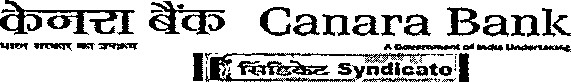 केनरा बैंक Canara Bank
भारत सरकार का उपक्रम A Government of India Undertaking
सिंडिकेट Syndicate